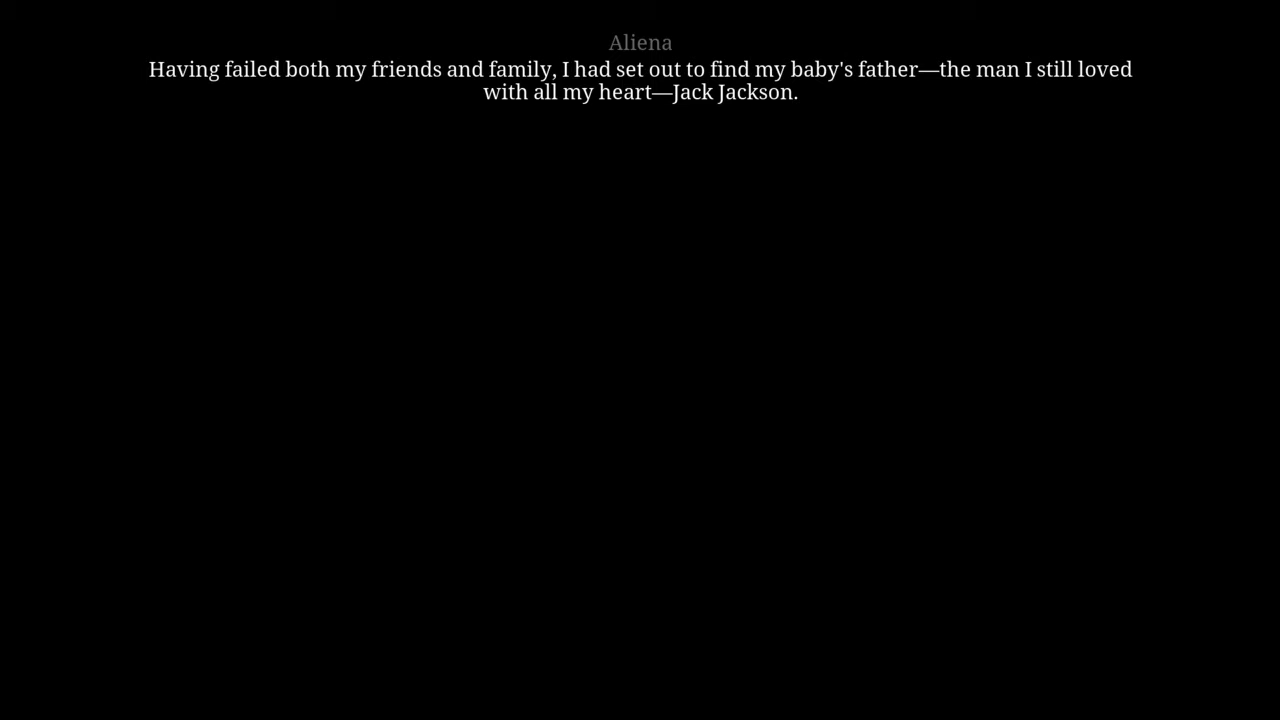 Aliena
Having failed both my friends and family, I had set out to find my baby's father—the man I still loved
with all my heart—Jack Jackson.